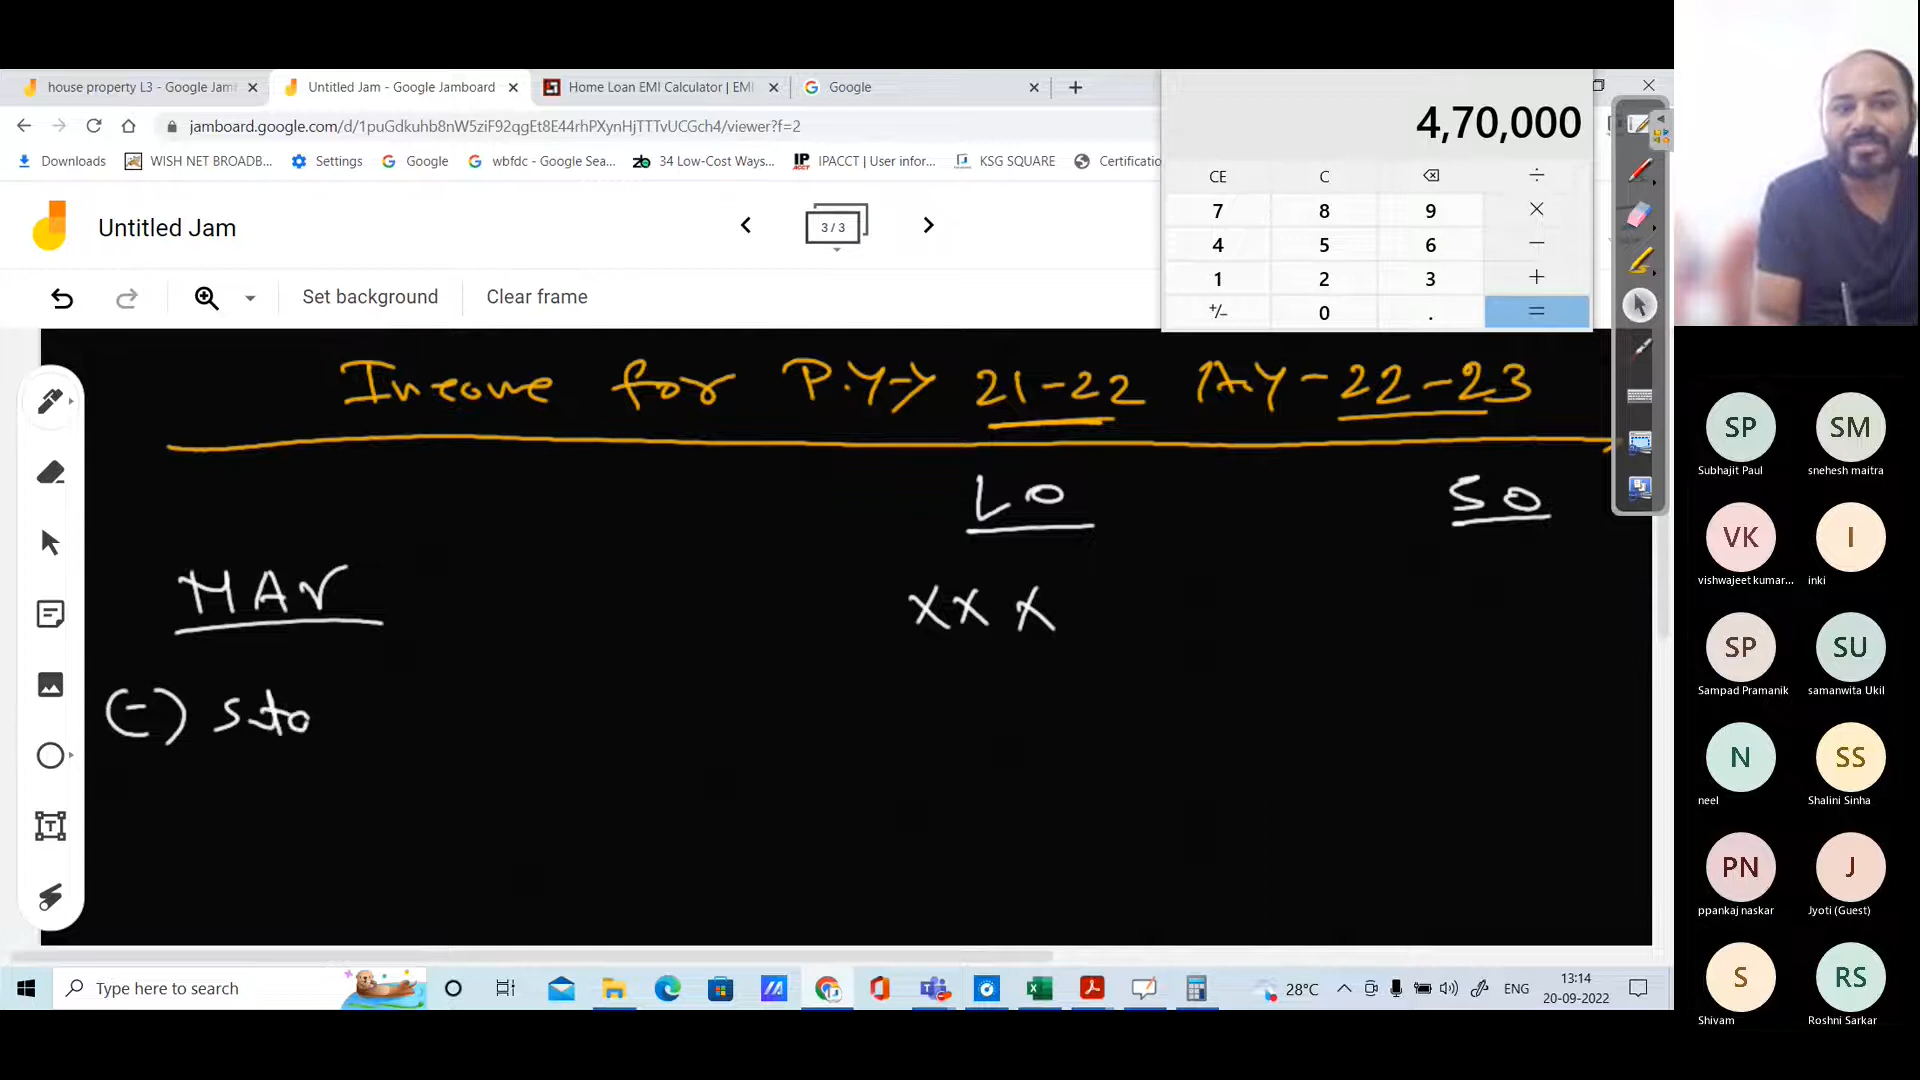 house property L3 - Google Jamb
Untitled Jam - Google Jamboard
Home Loan EMI Calculator | EMI
Google
jamboard.google.com/d/1puGdkuhb8nW5ziF92qgEt8E44rhPXynHjTTTvUCGch4/viewer?f=2
Downloads
WISH NET BROADB...
Settings
Google
wbfdc - Google Sea...
34 Low-Cost Ways...
IPACCT | User infor...
KSG SQUARE
Certificatio
4,70,000
CE C ⌫ ÷
7 8 9 ×
4 5 6 −
1 2 3 +
+/− 0 . =
Untitled Jam
3 / 3
Set background
Clear frame
Income for P.Y→ 21-22 A.Y-22-23
LO SO
MAV XXX
(-) sto
SP SM
Subhajit Paul snehesh maitra
VK I
vishwajeet kumar... inki
SP SU
Sampad Pramanik samanwita Ukil
N SS
neel Shalini Sinha
PN J
ppankaj naskar Jyoti (Guest)
S RS
Shivam Roshni Sarkar
Type here to search
28°C
ENG
13:14
20-09-2022